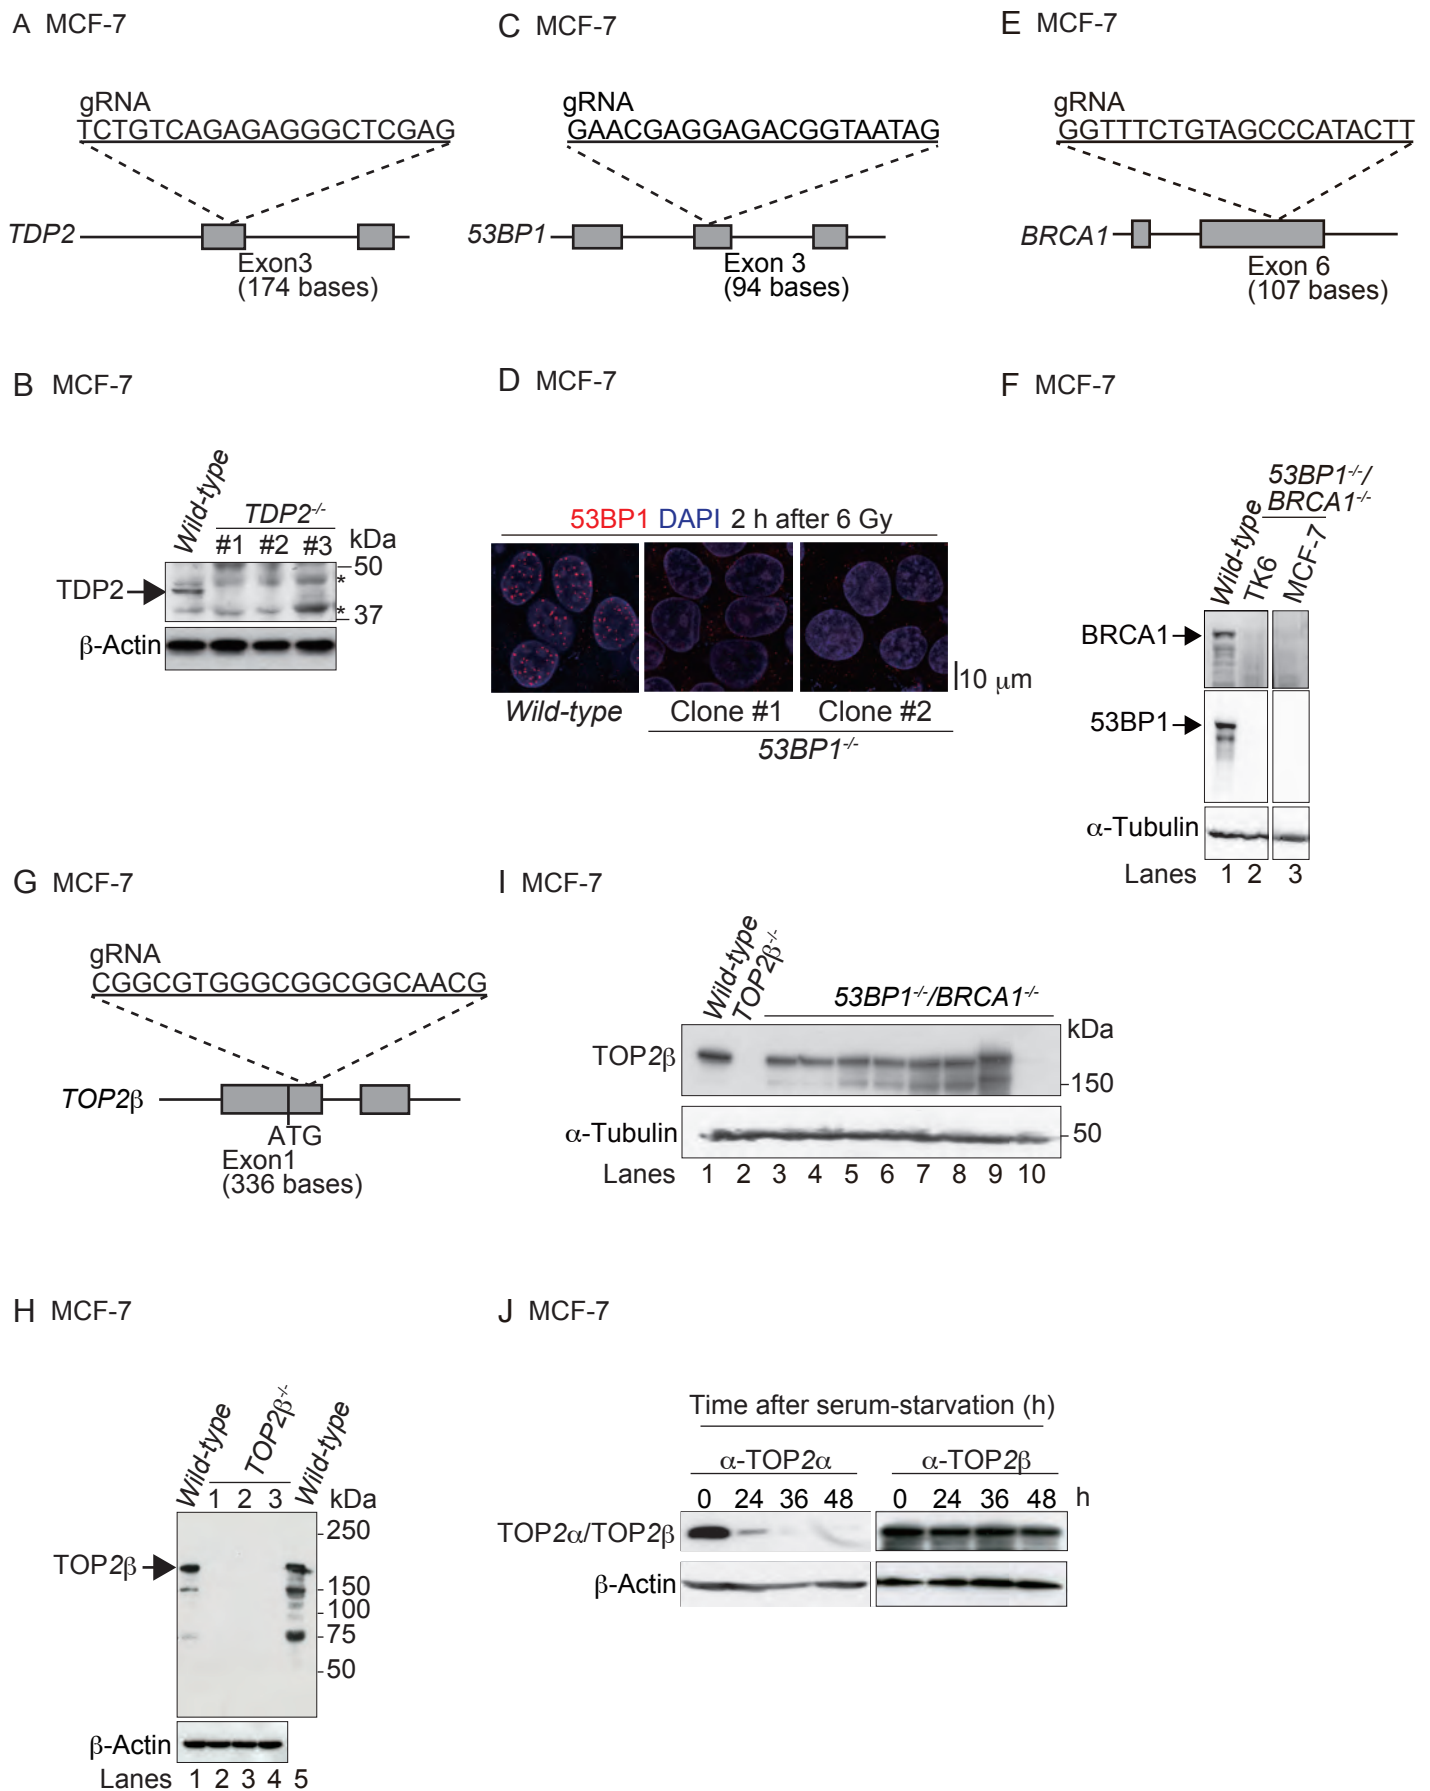 A MCF-7
gRNA
TCTGTCAGAGAGGGCTCGAG
TDP2
Exon3
(174 bases)
C MCF-7
gRNA
GAACGAGGAGACGGTAATAG
53BP1
Exon 3
(94 bases)
E MCF-7
gRNA
GGTTTCTGTAGCCCATACTT
BRCA1
Exon 6
(107 bases)
B MCF-7
Wild-type
TDP2-/-
#1 #2 #3 kDa
50
*
TDP2
*
37
β-Actin
D MCF-7
53BP1 DAPI 2 h after 6 Gy
10 μm
Wild-type Clone #1 Clone #2
53BP1-/-
F MCF-7
53BP1-/-/
BRCA1-/-
Wild-type
TK6
MCF-7
BRCA1
53BP1
α-Tubulin
Lanes 1 2 3
G MCF-7
gRNA
CGGCGTGGGCGGCGGCAACG
TOP2β
ATG
Exon1
(336 bases)
I MCF-7
Wild-type
TOP2β-/-
53BP1-/-/BRCA1-/-
kDa
TOP2β
150
α-Tubulin
50
Lanes 1 2 3 4 5 6 7 8 9 10
H MCF-7
Wild-type
TOP2β-/-
Wild-type
1 2 3 kDa
250
TOP2β
150
100
75
50
β-Actin
Lanes 1 2 3 4 5
J MCF-7
Time after serum-starvation (h)
α-TOP2α α-TOP2β
0 24 36 48 0 24 36 48 h
TOP2α/TOP2β
β-Actin